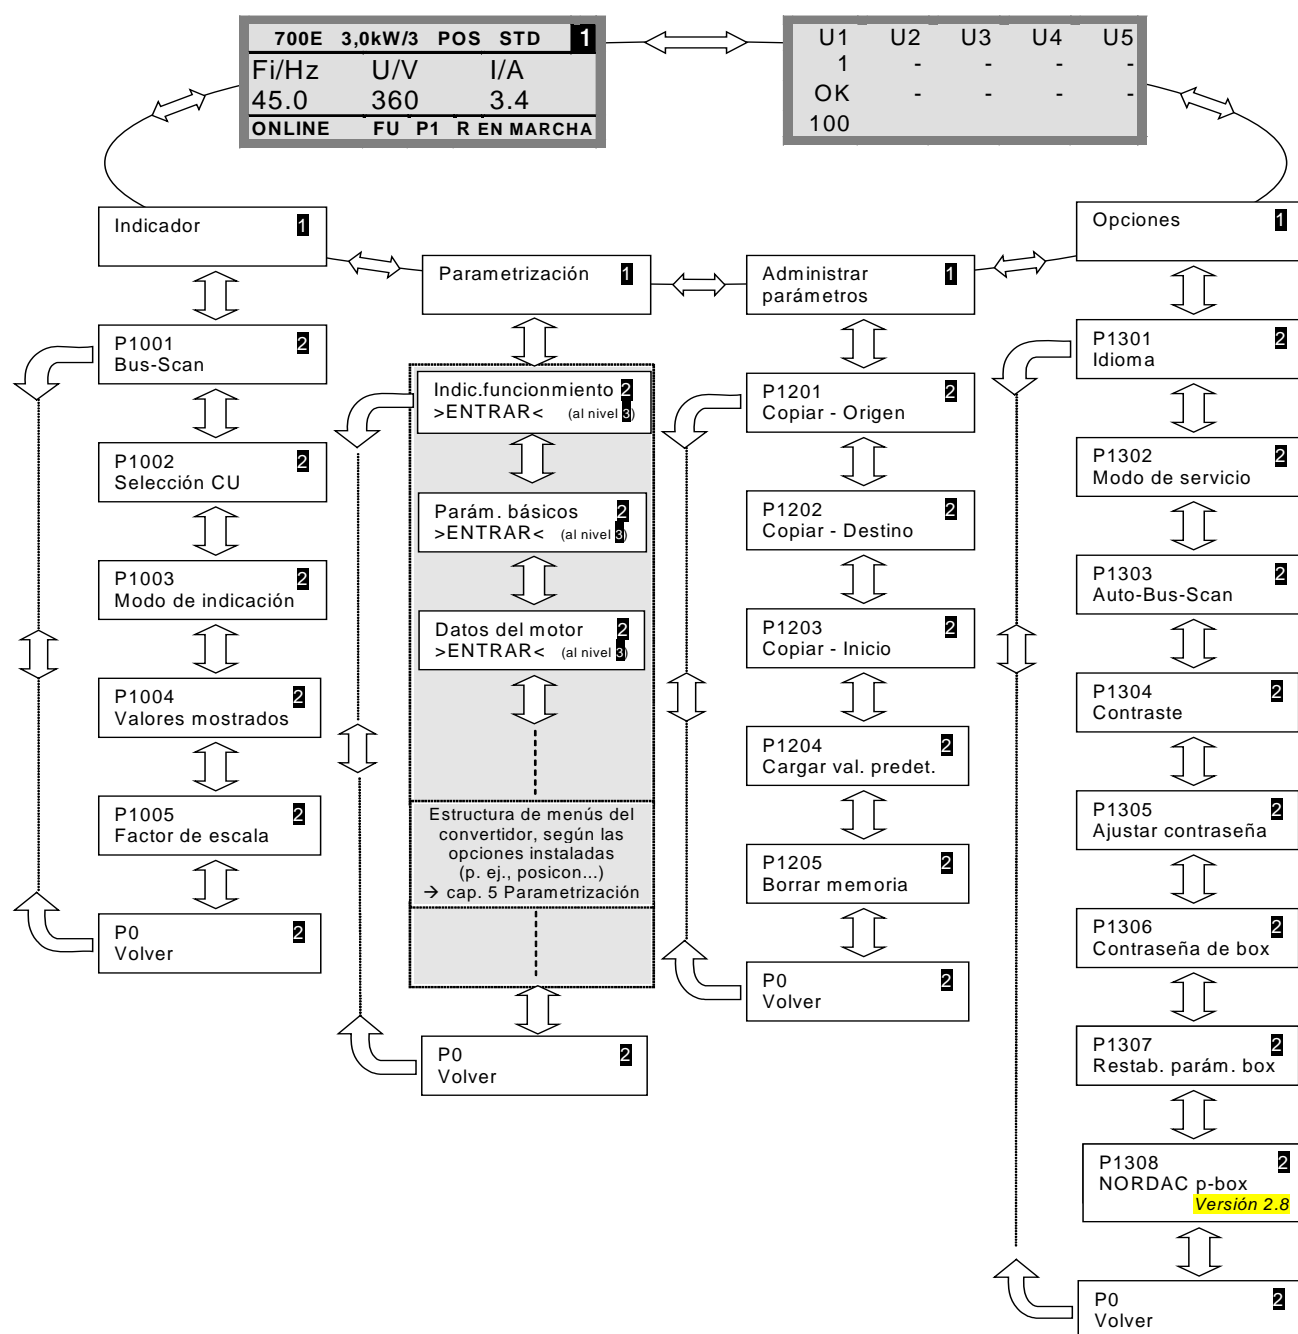 700E 3,0kW/3 POS STD 1
Fi/Hz U/V I/A
45.0 360 3.4
ONLINE FU P1 R EN MARCHA
U1 U2 U3 U4 U5
1 - - - -
OK - - - -
100
Indicador 1
P1001 2
Bus-Scan
P1002 2
Selección CU
P1003 2
Modo de indicación
P1004 2
Valores mostrados
P1005 2
Factor de escala
P0 2
Volver
Parametrización 1
Indic.funcionmiento 2
>ENTRAR< (al nivel 3)
Parám. básicos 2
>ENTRAR< (al nivel 3)
Datos del motor 2
>ENTRAR< (al nivel 3)
Estructura de menús del
convertidor, según las
opciones instaladas
(p. ej., posicon...)
→ cap. 5 Parametrización
P0 2
Volver
Administrar 1
parámetros
P1201 2
Copiar - Origen
P1202 2
Copiar - Destino
P1203 2
Copiar - Inicio
P1204 2
Cargar val. predet.
P1205 2
Borrar memoria
P0 2
Volver
Opciones 1
P1301 2
Idioma
P1302 2
Modo de servicio
P1303 2
Auto-Bus-Scan
P1304 2
Contraste
P1305 2
Ajustar contraseña
P1306 2
Contraseña de box
P1307 2
Restab. parám. box
P1308 2
NORDAC p-box
Versión 2.8
P0 2
Volver